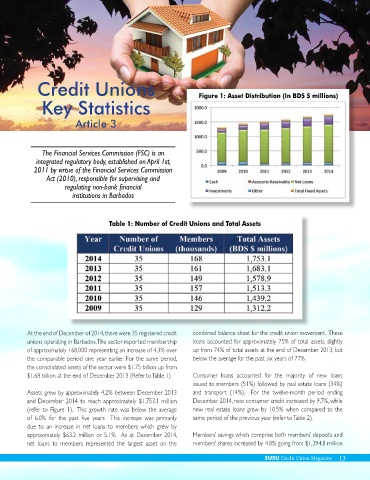 Credit Unions
Key Statistics
Article 3
The Financial Services Commission (FSC) is an
integrated regulatory body, established on April 1st,
2011 by virtue of the Financial Services Commission
Act (2010), responsible for supervising and
regulating non-bank financial
institutions in Barbados
Figure 1: Asset Distribution (In BDS $ millions)
2000.0
1500.0
1000.0
500.0
0.0
2009 2010 2011 2012 2013 2014
Cash Accounts Receivable Net Loans
Investments Other Total Fixed Assets
Table 1: Number of Credit Unions and Total Assets
Year Number of Credit Unions Members (thousands) Total Assets (BDS $ millions)
2014 35 168 1,753.1
2013 35 161 1,683.1
2012 35 149 1,578.9
2011 35 157 1,513.3
2010 35 146 1,439.2
2009 35 129 1,312.2
At the end of December of 2014, there were 35 registered credit
unions operating in Barbados. The sector reported membership
of approximately 168,000 representing an increase of 4.3% over
the comparable period one year earlier. For the same period,
the consolidated assets of the sector were $1.75 billion up from
$1.68 billion at the end of December 2013 (Refer to Table 1)
Assets grew by approximately 4.2% between December 2013
and December 2014 to reach approximately $1,753.1 million
(refer to Figure 1). This growth rate was below the average
of 6.0% for the past five years. This increase was primarily
due to an increase in net loans to members which grew by
approximately $63.2 million or 5.1%. As at December 2014,
net loans to members represented the largest asset on the
combined balance sheet for the credit union movement. These
loans accounted for approximately 75% of total assets, slightly
up from 74% of total assets at the end of December 2013, but
below the average for the past six years of 77%.
Consumer loans accounted for the majority of new loans
issued to members (51%) followed by real estate loans (34%)
and transport (14%). For the twelve-month period ending
December 2014, new consumer credit increased by 9.7%, while
new real estate loans grew by 10.5% when compared to the
same period of the previous year (refer to Table 2).
Members' savings which comprise both members' deposits and
members' shares increased by 4.8% going from $1,394.8 million
SUSU Credit Union Magazine 13